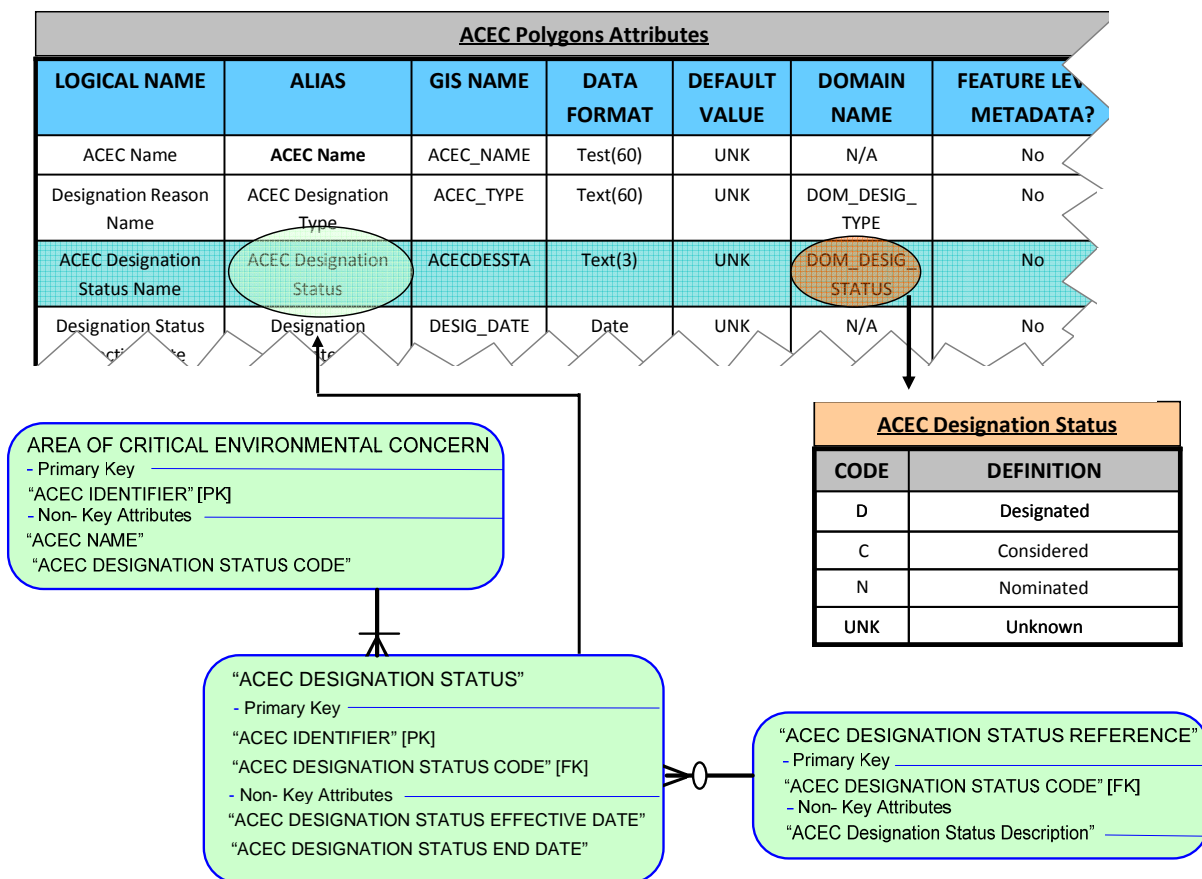 ACEC Polygons Attributes
LOGICAL NAME ALIAS GIS NAME DATA FORMAT DEFAULT VALUE DOMAIN NAME FEATURE LEV METADATA?
ACEC Name ACEC Name ACEC_NAME Test(60) UNK N/A No
Designation Reason Name ACEC Designation Type ACEC_TYPE Text(60) UNK DOM_DESIG_ TYPE No
ACEC Designation Status Name ACEC Designation Status ACECDESSTA Text(3) UNK DOM_DESIG_ STATUS No
Designation Status Designation DESIG_DATE Date UNK N/A No
AREA OF CRITICAL ENVIRONMENTAL CONCERN
- Primary Key
“ACEC IDENTIFIER” [PK]
- Non- Key Attributes
“ACEC NAME”
“ACEC DESIGNATION STATUS CODE”
ACEC Designation Status
CODE DEFINITION
D Designated
C Considered
N Nominated
UNK Unknown
“ACEC DESIGNATION STATUS”
- Primary Key
“ACEC IDENTIFIER” [PK]
“ACEC DESIGNATION STATUS CODE” [FK]
- Non- Key Attributes
“ACEC DESIGNATION STATUS EFFECTIVE DATE”
“ACEC DESIGNATION STATUS END DATE”
“ACEC DESIGNATION STATUS REFERENCE”
- Primary Key
“ACEC DESIGNATION STATUS CODE” [FK]
- Non- Key Attributes
“ACEC Designation Status Description”